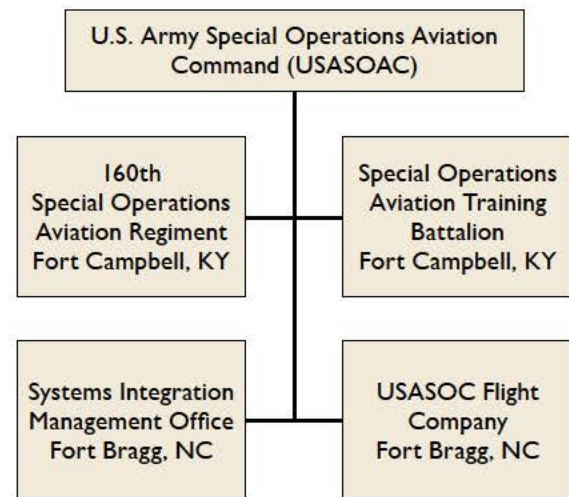 U.S. Army Special Operations Aviation
Command (USASOAC)
160th
Special Operations
Aviation Regiment
Fort Campbell, KY
Special Operations
Aviation Training
Battalion
Fort Campbell, KY
Systems Integration
Management Office
Fort Bragg, NC
USASOC Flight
Company
Fort Bragg, NC